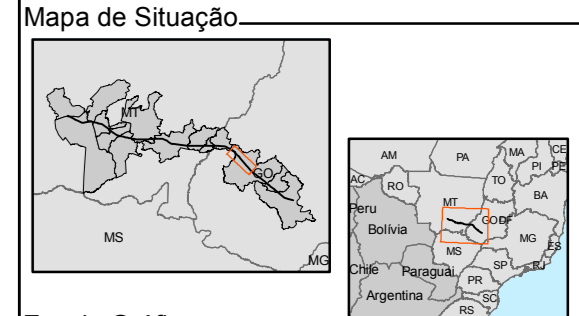 Mapa de Situação
MT
GO
MS
MG
AM
PA
MA
CE
AC
RO
TO
PI
PE
Peru
MT
BA
Bolívia
GO
DF
MG
MS
ES
Chile
Paraguái
SP
RJ
PR
Argentina
SC
RS